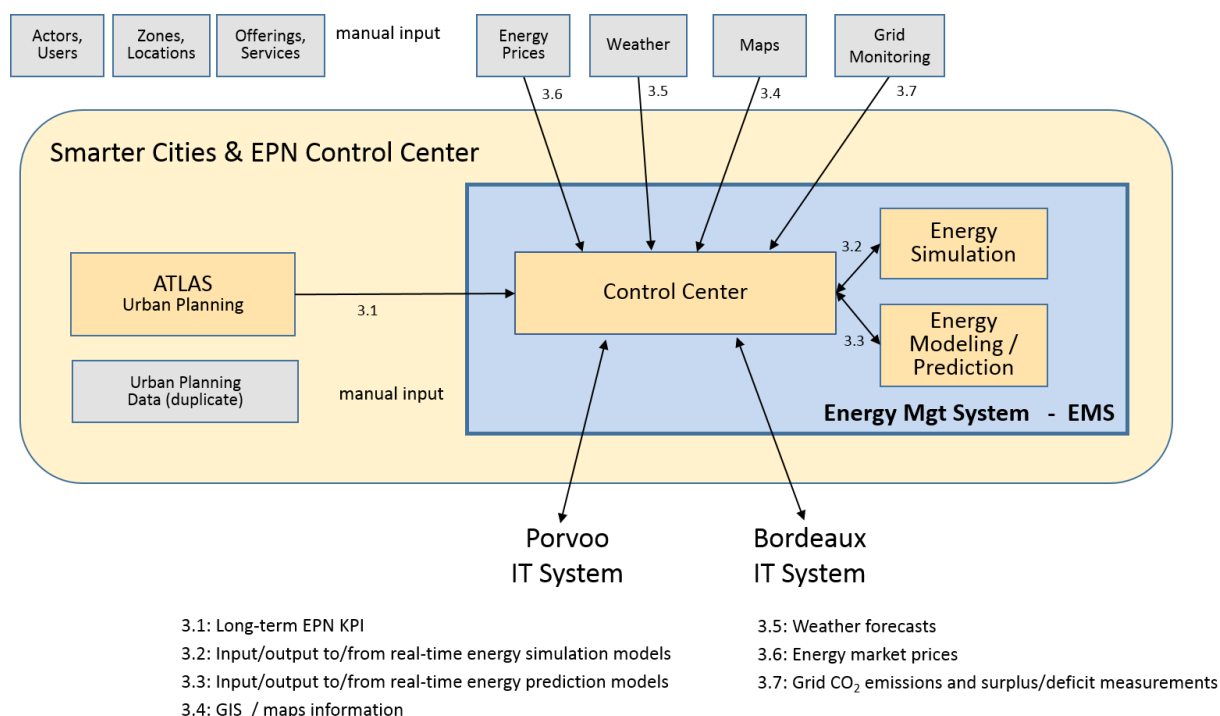 Actors,
Users
Zones,
Locations
Offerings,
Services
manual input
Energy
Prices
Weather
Maps
Grid
Monitoring
3.6
3.5
3.4
3.7
Smarter Cities & EPN Control Center
ATLAS
Urban Planning
3.1
Control Center
3.2
Energy
Simulation
3.3
Energy
Modeling /
Prediction
Urban Planning
Data (duplicate)
manual input
Energy Mgt System - EMS
Porvoo
IT System
Bordeaux
IT System
3.1: Long-term EPN KPI
3.2: Input/output to/from real-time energy simulation models
3.3: Input/output to/from real-time energy prediction models
3.4: GIS / maps information
3.5: Weather forecasts
3.6: Energy market prices
3.7: Grid CO₂ emissions and surplus/deficit measurements